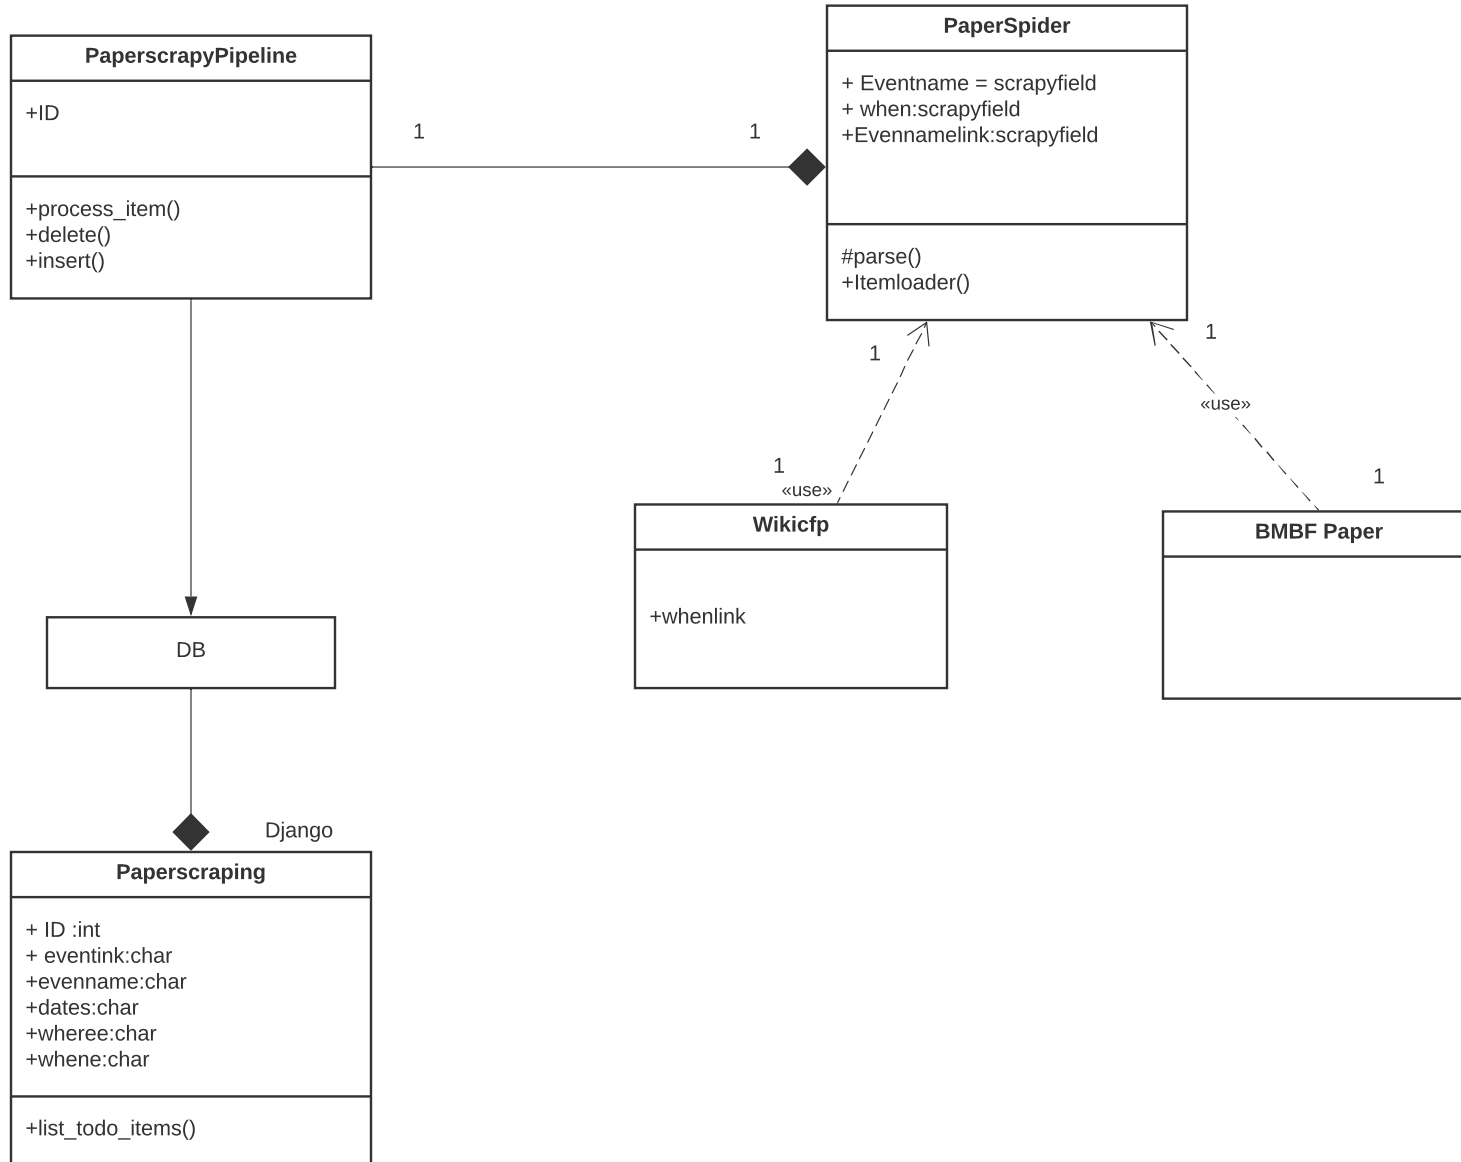 PaperscrapyPipeline
+ID
+process_item()
+delete()
+insert()
1
1
PaperSpider
+ Eventname = scrapyfield
+ when:scrapyfield
+Evennamelink:scrapyfield
#parse()
+Itemloader()
1
1
«use»
1
«use»
1
Wikicfp
+whenlink
BMBF Paper
DB
Django
Paperscraping
+ ID :int
+ eventink:char
+evenname:char
+dates:char
+wheree:char
+whene:char
+list_todo_items()